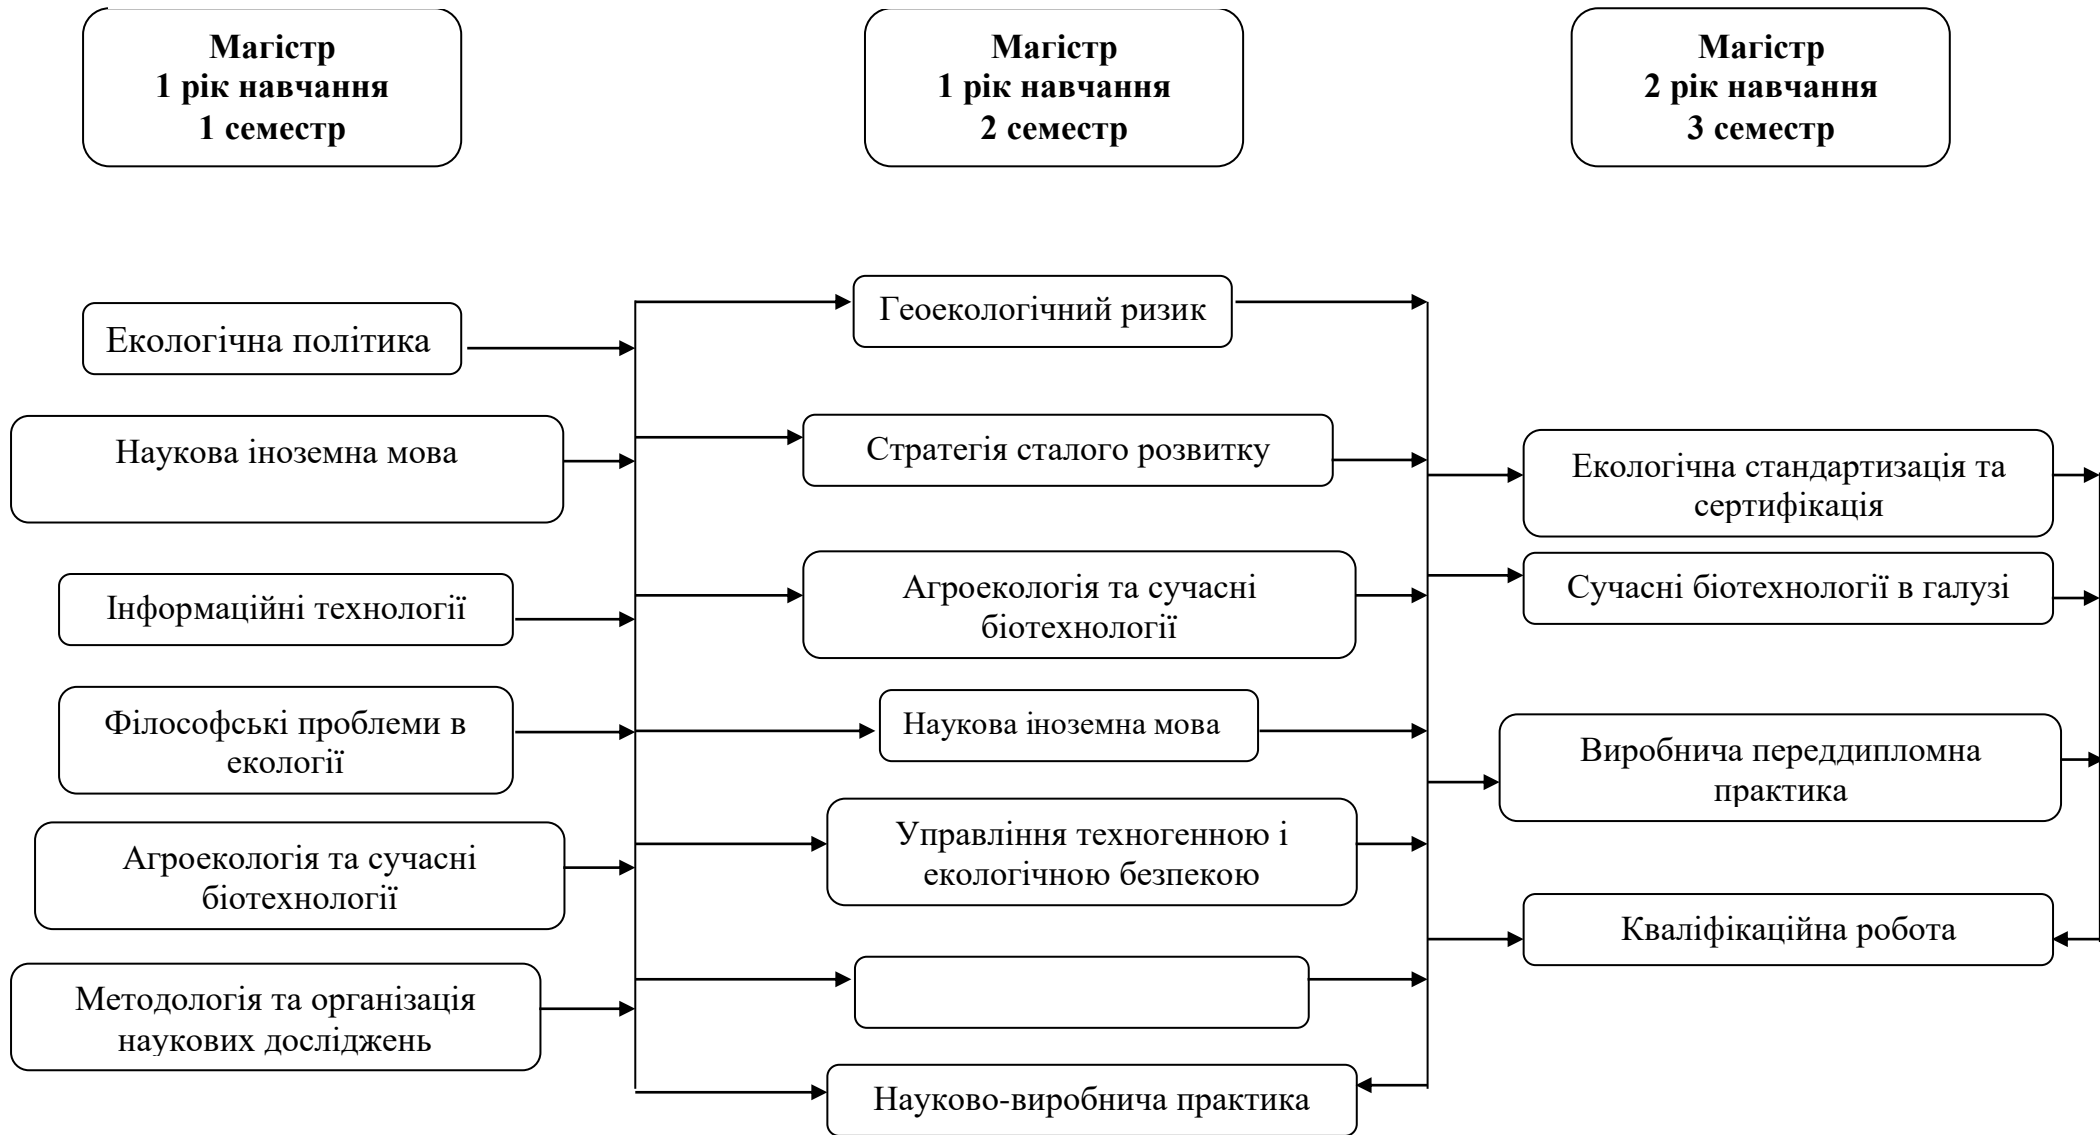 Магістр
1 рік навчання
1 семестр
Магістр
1 рік навчання
2 семестр
Магістр
2 рік навчання
3 семестр
Екологічна політика
Наукова іноземна мова
Інформаційні технології
Філософські проблеми в
екології
Агроекологія та сучасні
біотехнології
Методологія та організація
наукових досліджень
Геоекологічний ризик
Стратегія сталого розвитку
Агроекологія та сучасні
біотехнології
Наукова іноземна мова
Управління техногенною і
екологічною безпекою
Науково-виробнича практика
Екологічна стандартизація та
сертифікація
Сучасні біотехнології в галузі
Виробнича переддипломна
практика
Кваліфікаційна робота